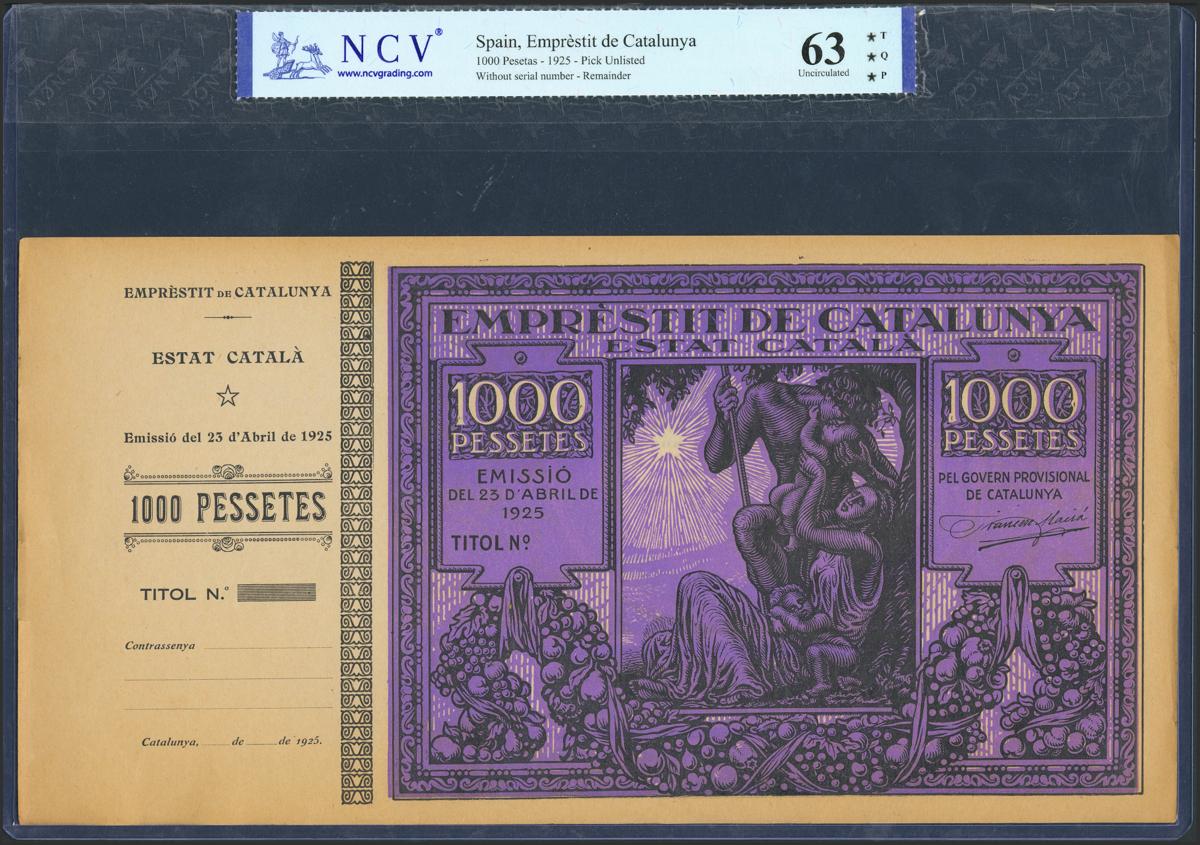 NCV®
www.ncvgrading.com
Spain, Emprèstit de Catalunya
1000 Pesetas - 1925 - Pick Unlisted
Without serial number - Remainder
63
Uncirculated
★ T
★ Q
★ P
EMPRÈSTIT DE CATALUNYA
ESTAT CATALÀ
Emissió del 23 d'Abril de 1925
1000 PESSETES
TITOL N.º
Contrassenya
Catalunya, de de 1925.
EMPRÈSTIT DE CATALUNYA
ESTAT CATALÀ
1000
PESSETES
EMISSIÓ
DEL 23 D'ABRIL DE
1925
TITOL Nº
1000
PESSETES
PEL GOVERN PROVISIONAL
DE CATALUNYA
Francesc Macià